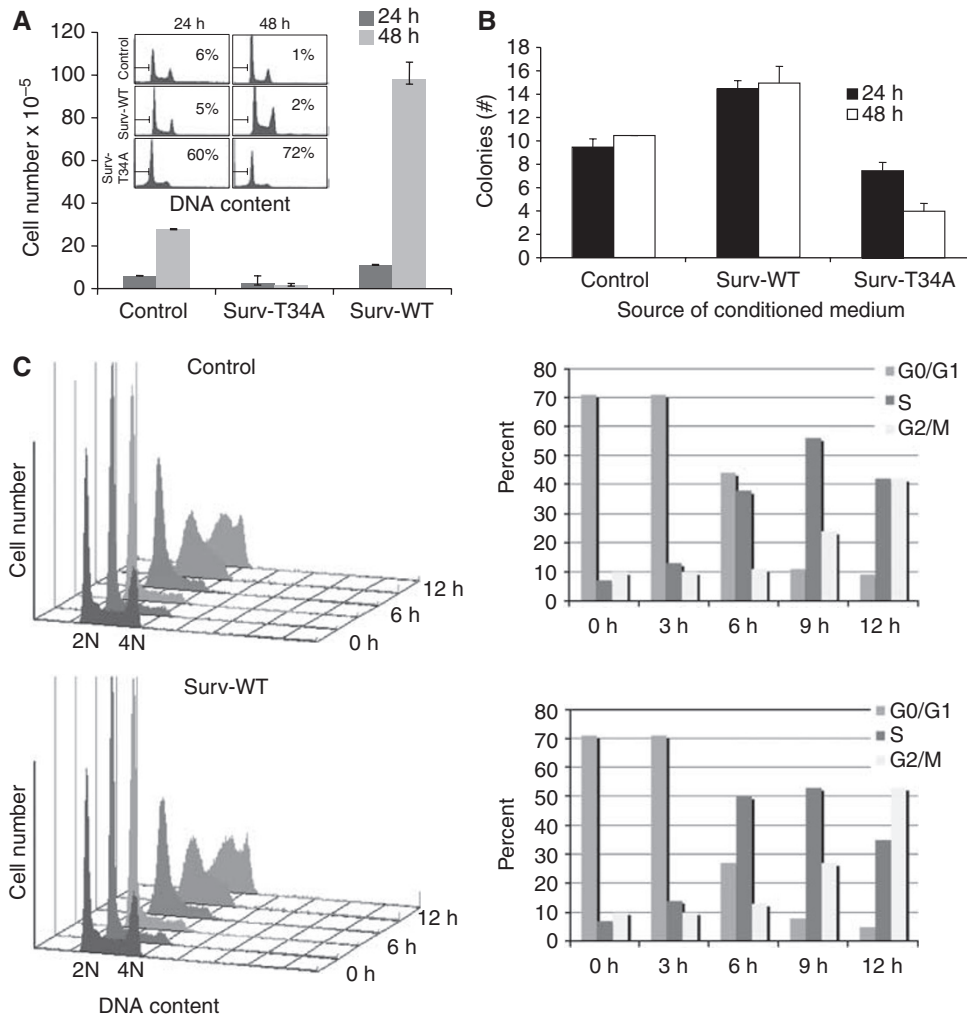 A
24 h
48 h
Cell number x 10–5
120
100
80
60
40
20
0
24 h 48 h
Control 6% 1%
Surv-WT 5% 2%
Surv-T34A 60% 72%
DNA content
Control Surv-T34A Surv-WT
B
Colonies (#)
18
16
14
12
10
8
6
4
2
0
24 h
48 h
Control Surv-WT Surv-T34A
Source of conditioned medium
C
Control
Cell number
2N 4N
0 h
6 h
12 h
Percent
80
70
60
50
40
30
20
10
0
G0/G1
S
G2/M
0 h 3 h 6 h 9 h 12 h
Surv-WT
Cell number
2N 4N
0 h
6 h
12 h
DNA content
Percent
80
70
60
50
40
30
20
10
0
G0/G1
S
G2/M
0 h 3 h 6 h 9 h 12 h